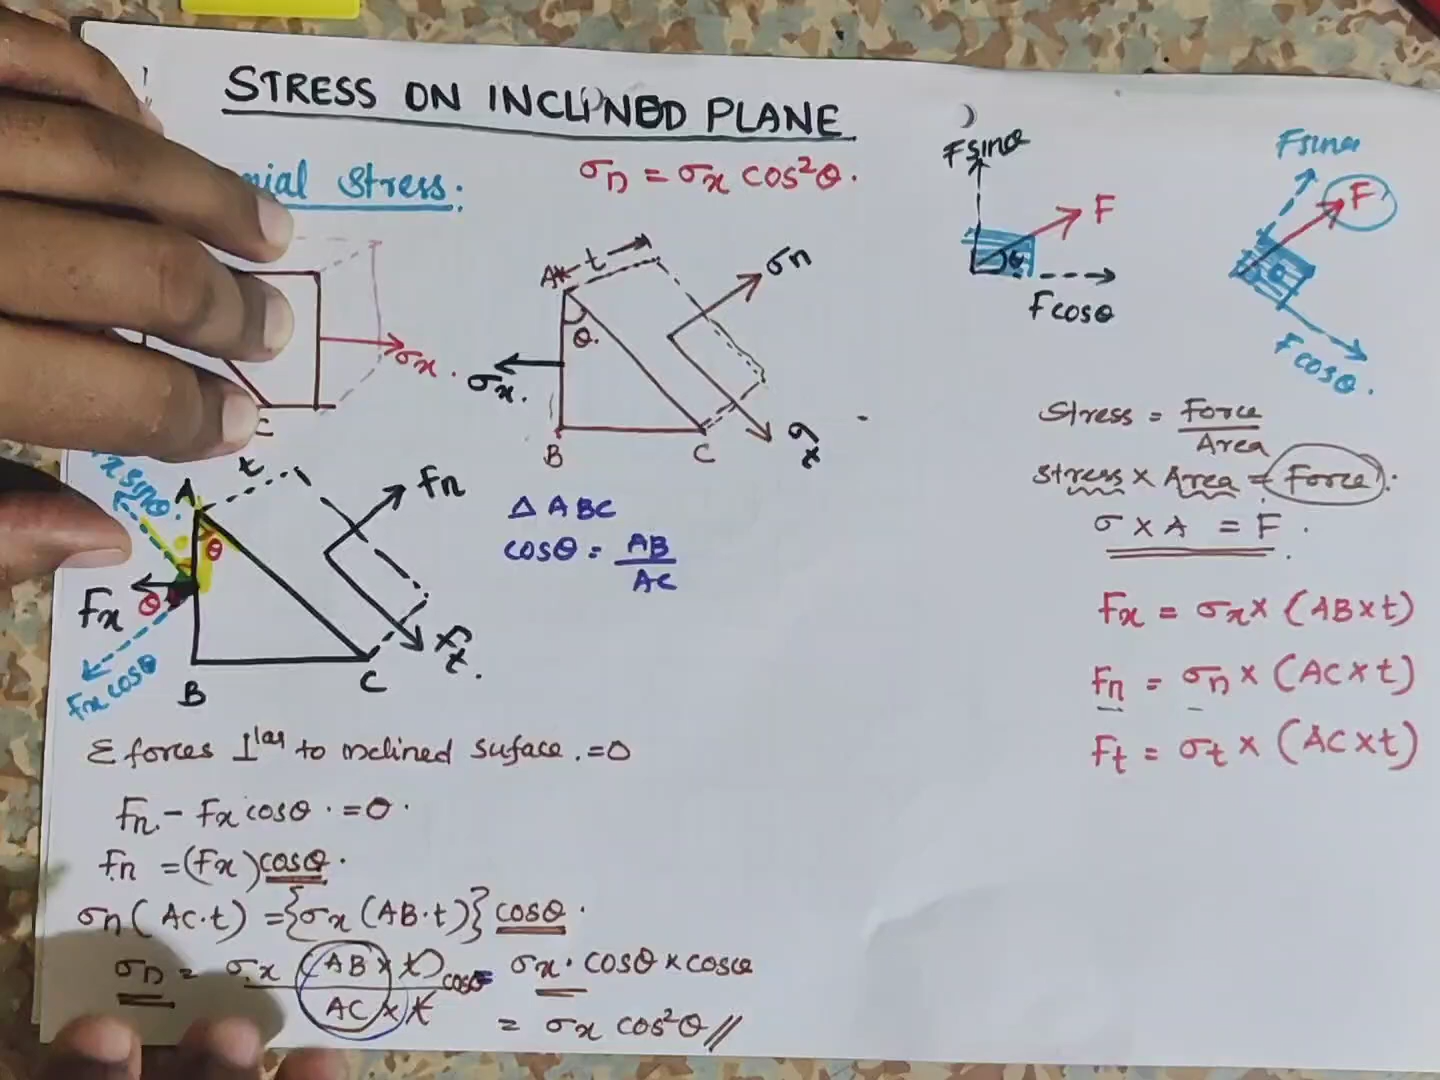 STRESS ON INCLINED PLANE
Stress.
σn = σx cos²θ.
Fsinθ
F
θ
Fcosθ
Fsinθ
F
θ
Fcosθ.
σx.
C
A
t
θ.
σx.
B
C
σn
σt
Stress = Force / Area
Stress × Area = Force.
σ × A = F.
Fx = σx × (AB × t)
Fn = σn × (AC × t)
Ft = σt × (AC × t)
x sinθ.
A
t
θ
Fx
θ
Fx cosθ
B
C
Fn
Ft.
Δ ABC
cosθ = AB / AC
Σ forces ⊥lar to inclined suface. = 0
Fn. - Fx cosθ. = 0.
Fn = (Fx) cosθ.
σn (AC.t) = {σx (AB.t)} cosθ.
σn = σx (AB × t) / AC × t cosθ = σx. cosθ × cosθ
= σx cos²θ //